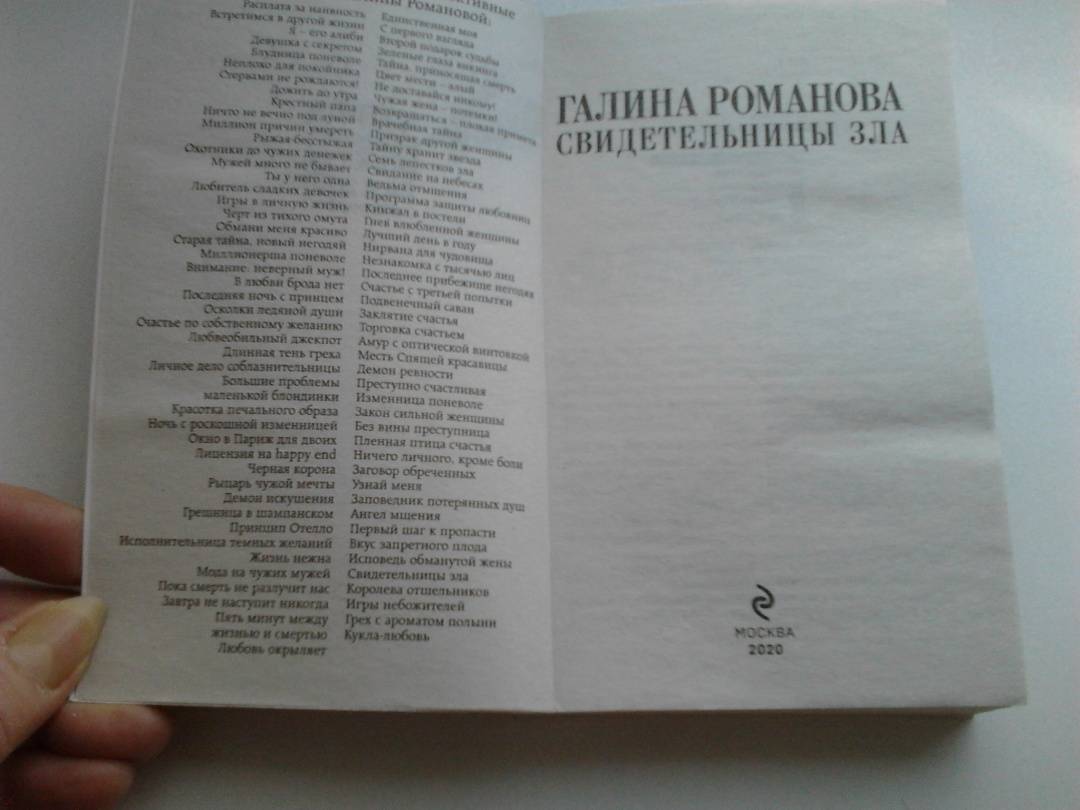 ективные
ины Романовой:
Расплата за наивность
Встретимся в другой жизни
Я – его алиби
Девушка с секретом
Блудница поневоле
Неплохо для покойника
Стервами не рождаются!
Дожить до утра
Крестный папа
Ничто не вечно под луной
Миллион причин умереть
Рыжая-бесстыжая
Охотники до чужих денежек
Мужей много не бывает
Ты у него одна
Любитель сладких девочек
Игры в личную жизнь
Черт из тихого омута
Обмани меня красиво
Старая тайна, новый негодяй
Миллионерша поневоле
Внимание: неверный муж!
В любви брода нет
Последняя ночь с принцем
Осколки ледяной души
Счастье по собственному желанию
Любвеобильный джекпот
Длинная тень греха
Личное дело соблазнительницы
Большие проблемы
маленькой блондинки
Красотка печального образа
Ночь с роскошной изменницей
Окно в Париж для двоих
Лицензия на happy end
Черная корона
Рыцарь чужой мечты
Демон искушения
Грешница в шампанском
Принцип Отелло
Исполнительница темных желаний
Жизнь нежна
Мода на чужих мужей
Пока смерть не разлучит нас
Завтра не наступит никогда
Пять минут между
жизнью и смертью
Любовь окрыляет
Единственная моя
С первого взгляда
Второй подарок судьбы
Зеленые глаза викинга
Тайна, приносящая смерть
Цвет мести – алый
Не доставайся никому!
Чужая жена – потемки!
Возвращаться – плохая примета
Врачебная тайна
Призрак другой женщины
Тайну хранит звезда
Семь лепестков зла
Свидание на небесах
Ведьма отмщения
Программа защиты любовниц
Кинжал в постели
Гнев влюбленной женщины
Лучший день в году
Нирвана для чудовища
Незнакомка с тысячью лиц
Последнее прибежище негодяя
Счастье с третьей попытки
Подвенечный саван
Заклятие счастья
Торговка счастьем
Амур с оптической винтовкой
Месть Спящей красавицы
Демон ревности
Преступно счастливая
Изменница поневоле
Закон сильной женщины
Без вины преступница
Пленная птица счастья
Ничего личного, кроме боли
Заговор обреченных
Узнай меня
Заповедник потерянных душ
Ангел мщения
Первый шаг к пропасти
Вкус запретного плода
Исповедь обманутой жены
Свидетельницы зла
Королева отшельников
Игры небожителей
Грех с ароматом полыни
Кукла-любовь
ГАЛИНА РОМАНОВА
СВИДЕТЕЛЬНИЦЫ ЗЛА
МОСКВА
2020